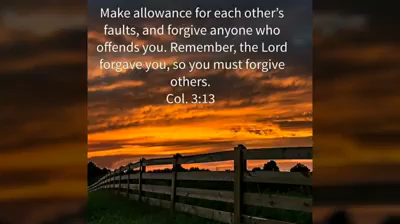 Make allowance for each other’s
faults, and forgive anyone who
offends you. Remember, the Lord
forgave you, so you must forgive
others.
Col. 3:13